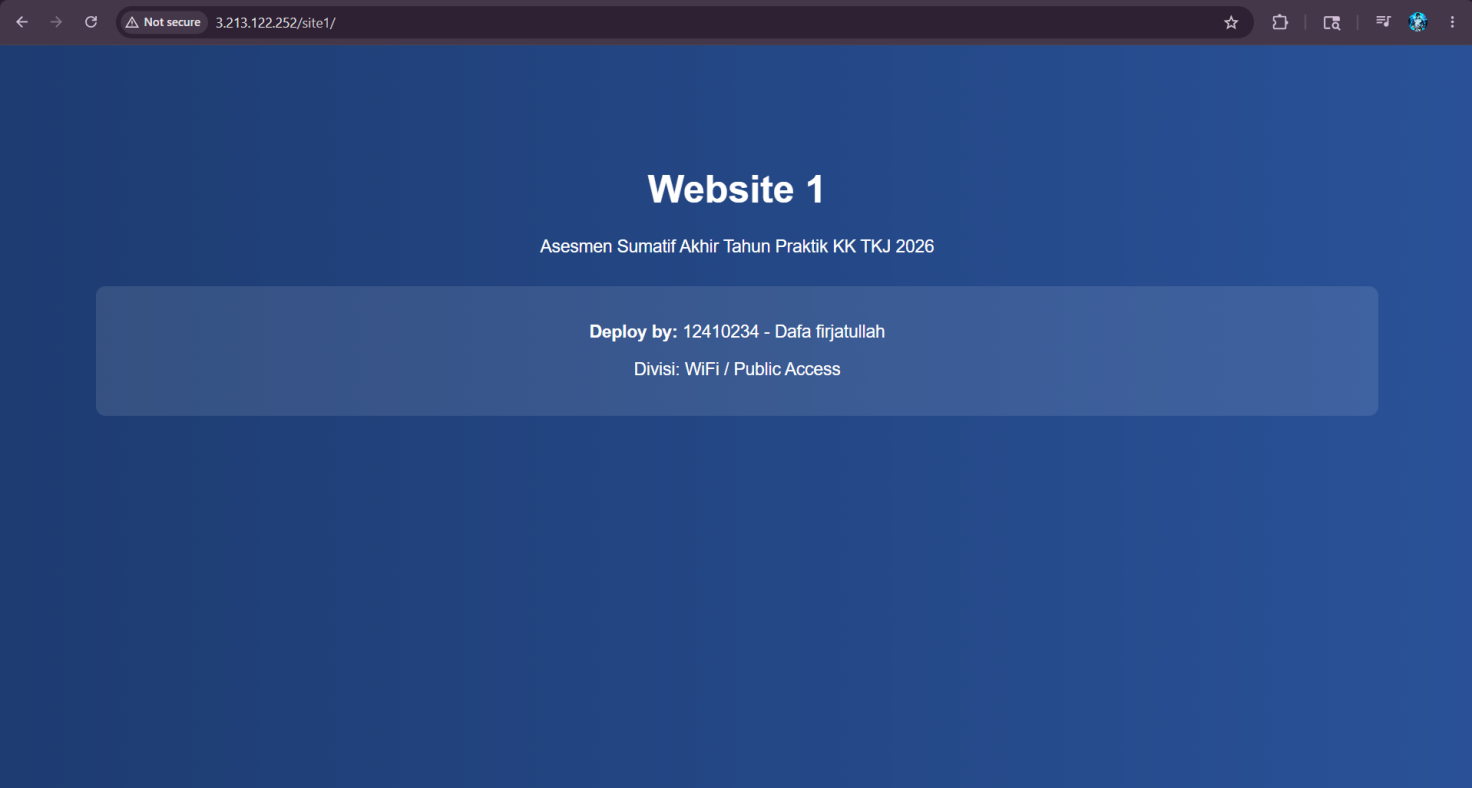 Not secure 3.213.122.252/site1/
Website 1
Asesmen Sumatif Akhir Tahun Praktik KK TKJ 2026
Deploy by: 12410234 - Dafa firjatullah
Divisi: WiFi / Public Access